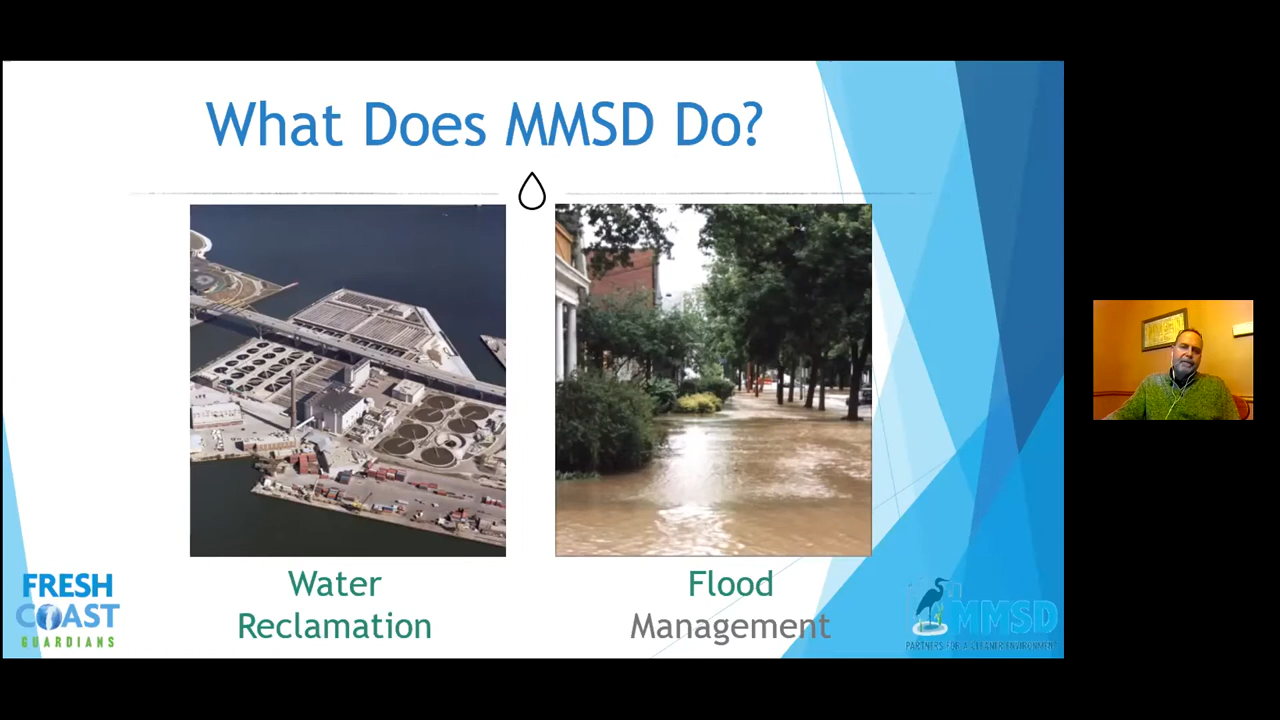 What Does MMSD Do?
Water
Reclamation
Flood
Management
FRESH
COAST
GUARDIANS
MMSD
PARTNERS FOR A CLEANER ENVIRONMENT